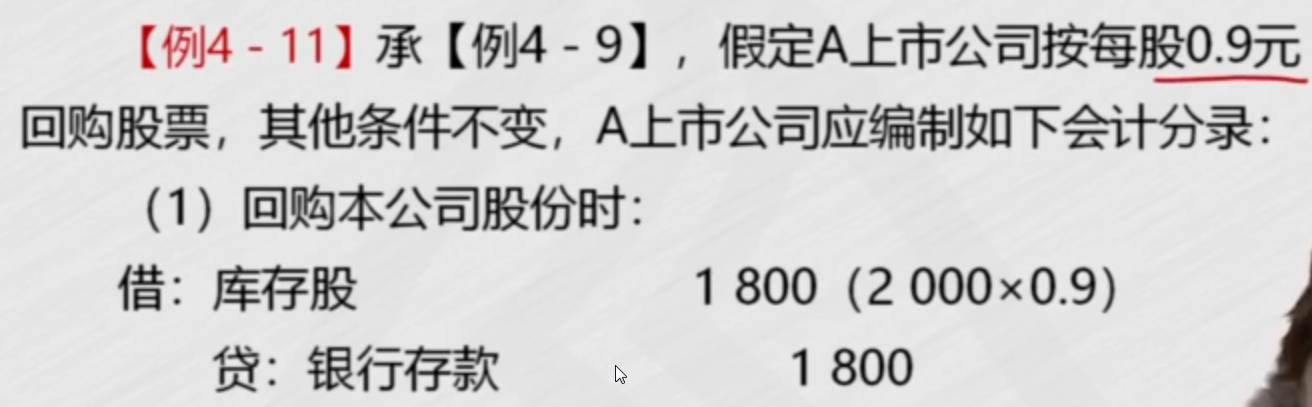 【例4 - 11】承【例4 - 9】，假定A上市公司按每股0.9元
回购股票，其他条件不变，A上市公司应编制如下会计分录：
（1）回购本公司股份时：
借：库存股 1 800（2 000×0.9）
贷：银行存款 1 800